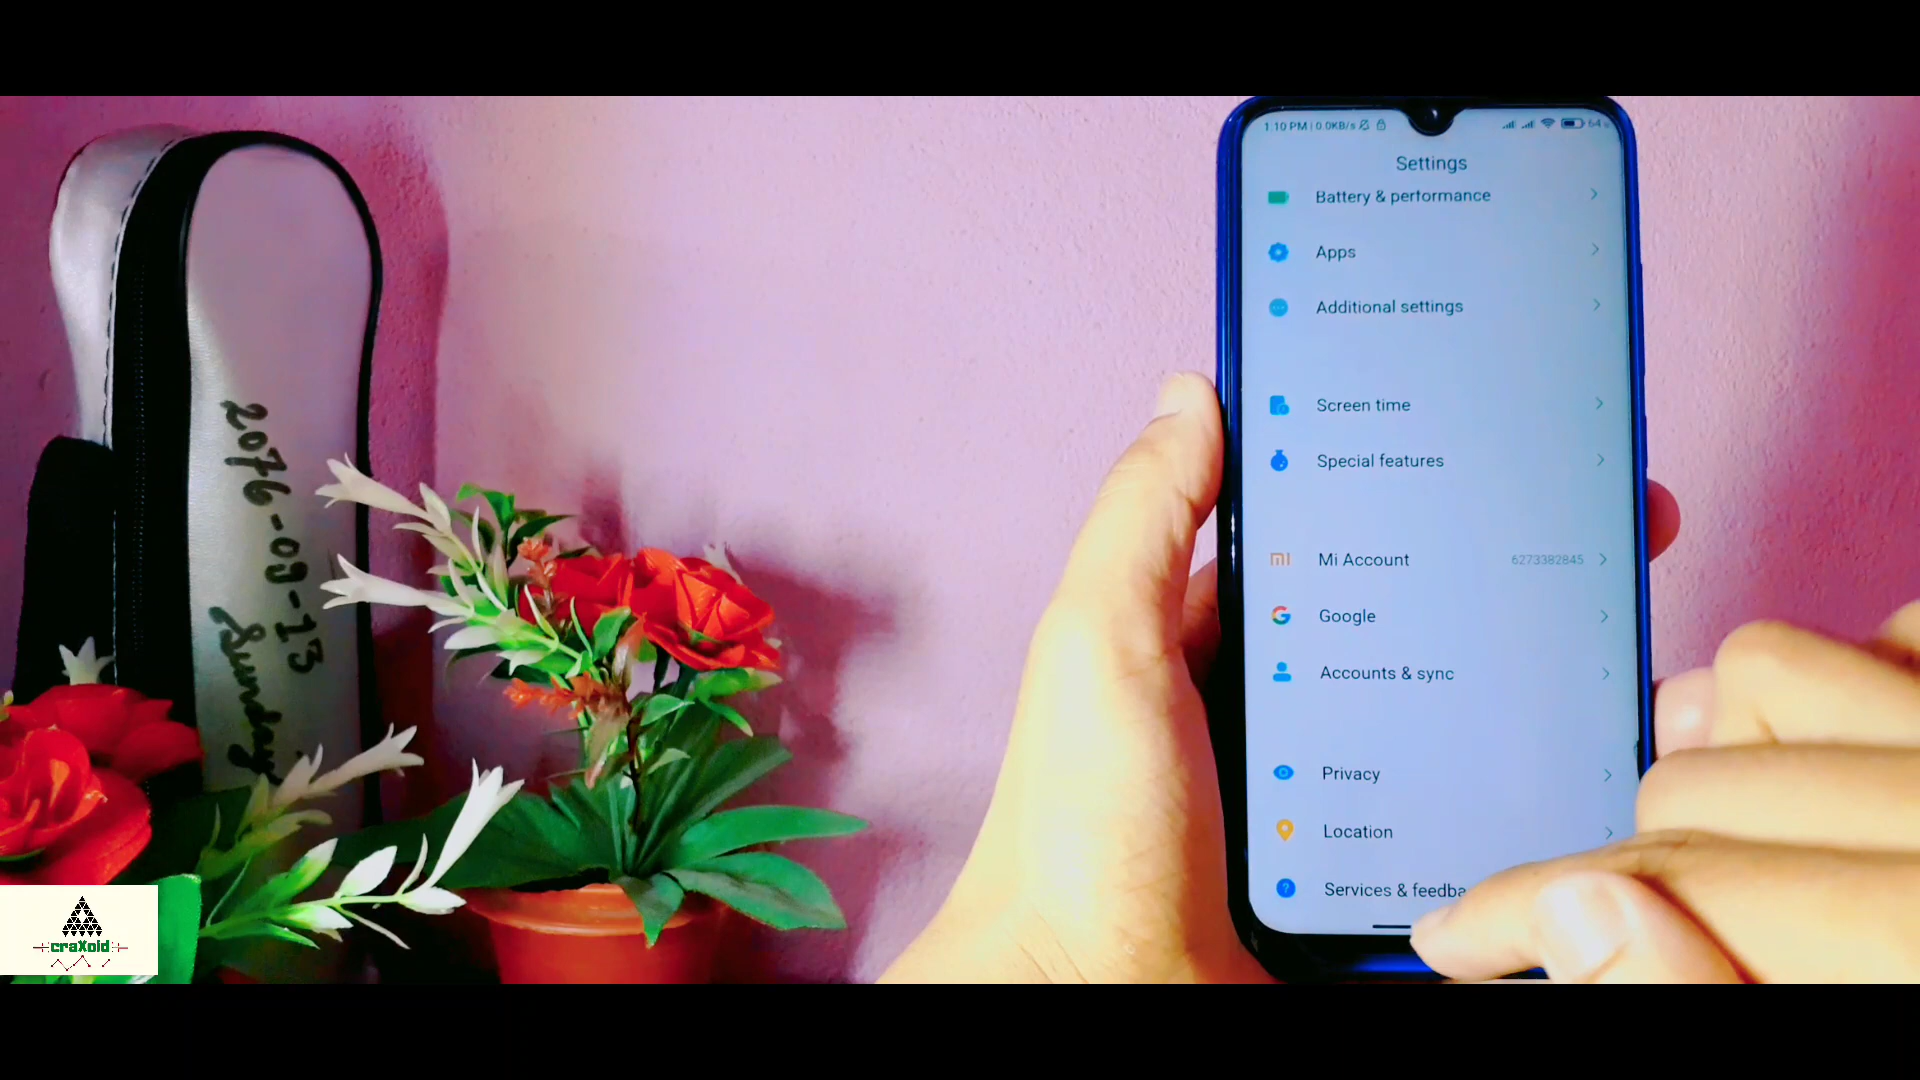 2076-09-13
Sunday
craXoid
1:10 PM | 0.0KB/s
64
Settings
Battery & performance
Apps
Additional settings
Screen time
Special features
Mi Account 6273382845
Google
Accounts & sync
Privacy
Location
Services & feedba